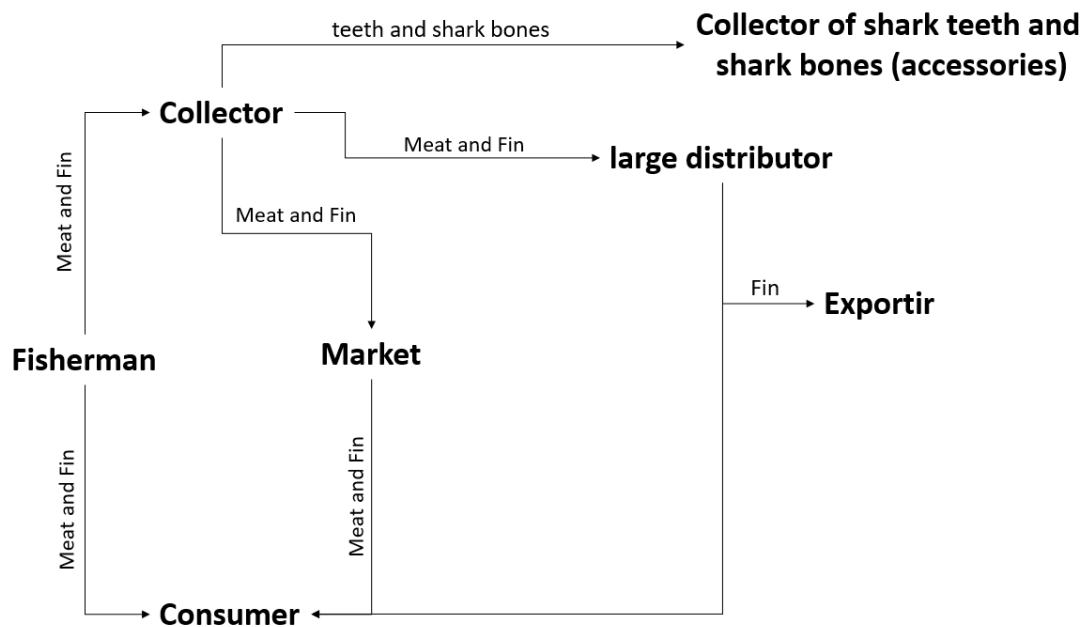 teeth and shark bones
Collector of shark teeth and
shark bones (accessories)
Collector
Meat and Fin
large distributor
Meat and Fin
Meat and Fin
Fin
Exportir
Fisherman
Market
Meat and Fin
Meat and Fin
Consumer